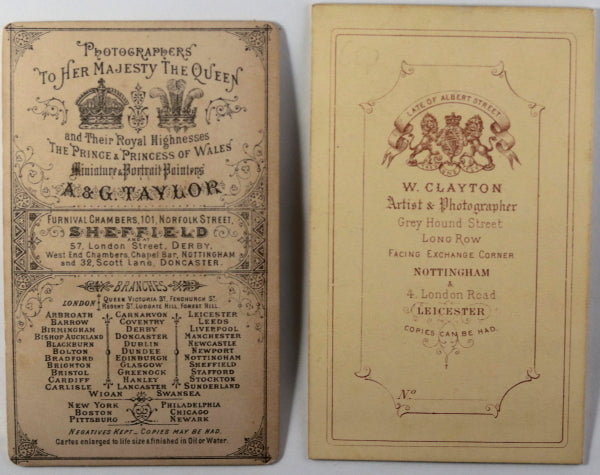 PHOTOGRAPHERS
TO HER MAJESTY THE QUEEN
and Their Royal Highnesses
THE PRINCE & PRINCESS OF WALES
Miniature & Portrait Painters
A & G. TAYLOR
FURNIVAL CHAMBERS, 101, NORFOLK STREET,
SHEFFIELD
AND AT
57, London Street, DERBY.
West End Chambers, Chapel Bar, NOTTINGHAM
and 32, Scott Lane, DONCASTER.
BRANCHES
LONDON QUEEN VICTORIA ST. FENCHURCH ST.
REGENT ST. LUDGATE HILL. FOREST HILL.
ARBROATH CARNARVON LEICESTER
BARROW COVENTRY LEEDS
BIRMINGHAM DERBY LIVERPOOL
BISHOP AUCKLAND DONCASTER MANCHESTER
BLACKBURN DUBLIN NEWCASTLE
BOLTON DUNDEE NEWPORT
BRADFORD EDINBURGH NOTTINGHAM
BRIGHTON GLASGOW SHEFFIELD
BRISTOL GREENOCK STAFFORD
CARDIFF HANLEY STOCKTON
CARLISLE LANCASTER SUNDERLAND
WIGAN SWANSEA
NEW YORK PHILADELPHIA
BOSTON CHICAGO
PITTSBURG NEWARK
NEGATIVES KEPT_ COPIES MAY BE HAD.
Cartes enlarged to life size & finished in Oil or Water.
LATE OF ALBERT STREET
W. CLAYTON
Artist & Photographer
Grey Hound Street
LONG ROW
FACING EXCHANGE CORNER
NOTTINGHAM
&
4. London Road
LEICESTER
COPIES CAN BE HAD.
No